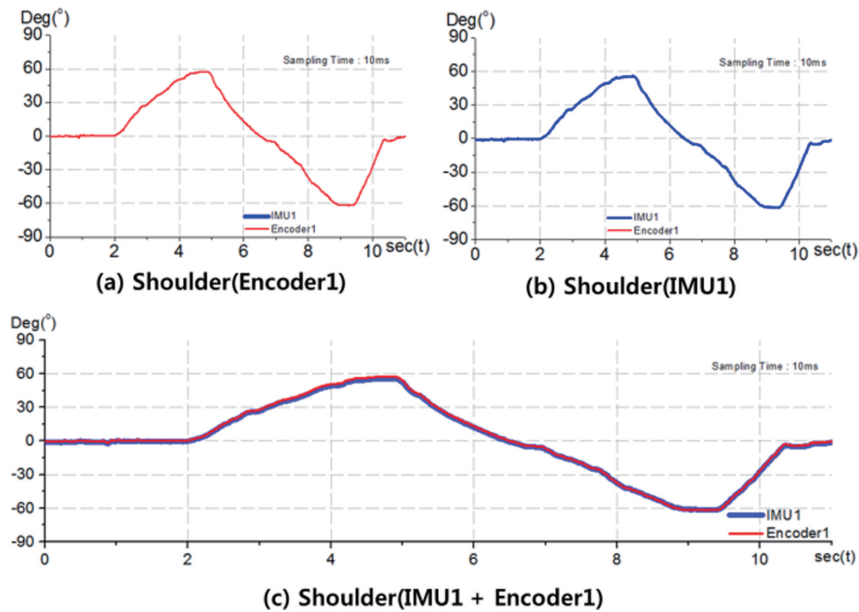 Deg(°)
90
60
30
0
-30
-60
-90
Sampling Time : 10ms
IMU1
Encoder1
0 2 4 6 8 10 sec(t)
(a) Shoulder(Encoder1)
Deg(°)
90
60
30
0
-30
-60
-90
Sampling Time : 10ms
IMU1
Encoder1
0 2 4 6 8 10 sec(t)
(b) Shoulder(IMU1)
Deg(°)
90
60
30
0
-30
-60
-90
Sampling Time : 10ms
IMU1
Encoder1
0 2 4 6 8 10 sec(t)
(c) Shoulder(IMU1 + Encoder1)